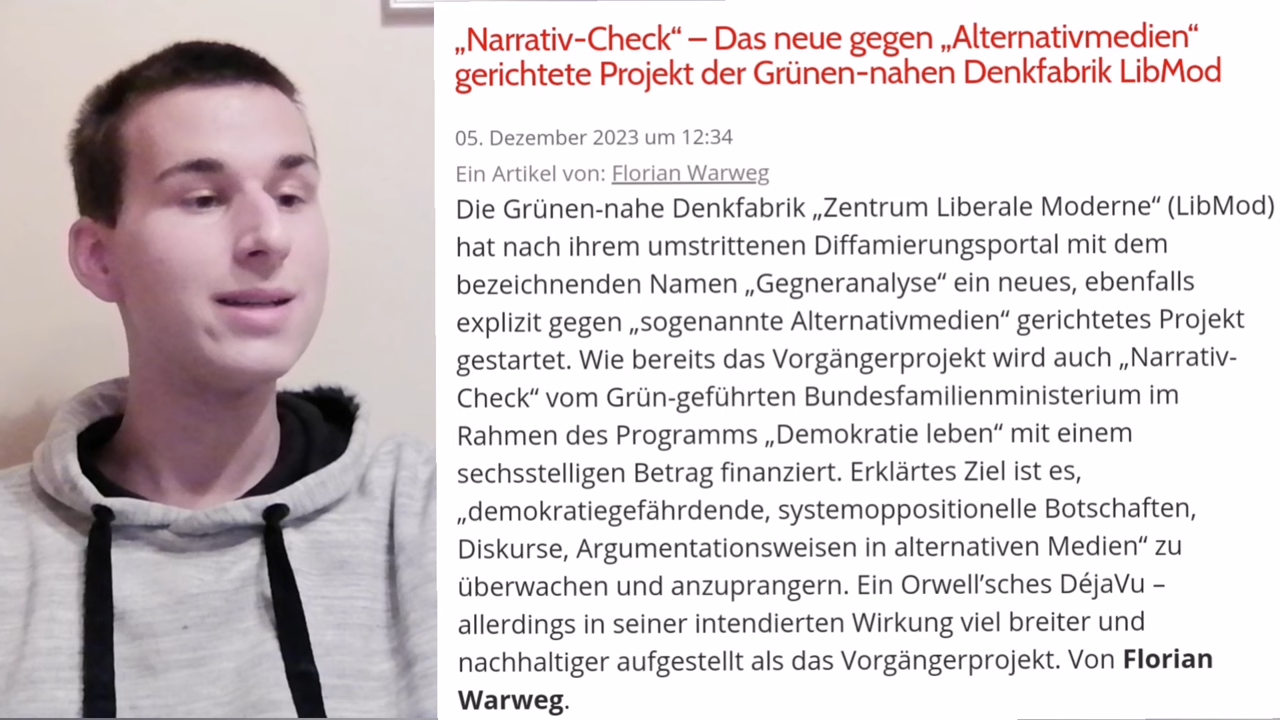 „Narrativ-Check“ – Das neue gegen „Alternativmedien“
gerichtete Projekt der Grünen-nahen Denkfabrik LibMod
05. Dezember 2023 um 12:34
Ein Artikel von: Florian Warweg
Die Grünen-nahe Denkfabrik „Zentrum Liberale Moderne“ (LibMod)
hat nach ihrem umstrittenen Diffamierungsportal mit dem
bezeichnenden Namen „Gegneranalyse“ ein neues, ebenfalls
explizit gegen „sogenannte Alternativmedien“ gerichtetes Projekt
gestartet. Wie bereits das Vorgängerprojekt wird auch „Narrativ-
Check“ vom Grün-geführten Bundesfamilienministerium im
Rahmen des Programms „Demokratie leben“ mit einem
sechsstelligen Betrag finanziert. Erklärtes Ziel ist es,
„demokratiegefährdende, systemoppositionelle Botschaften,
Diskurse, Argumentationsweisen in alternativen Medien“ zu
überwachen und anzuprangern. Ein Orwell’sches DéjaVu –
allerdings in seiner intendierten Wirkung viel breiter und
nachhaltiger aufgestellt als das Vorgängerprojekt. Von Florian
Warweg.